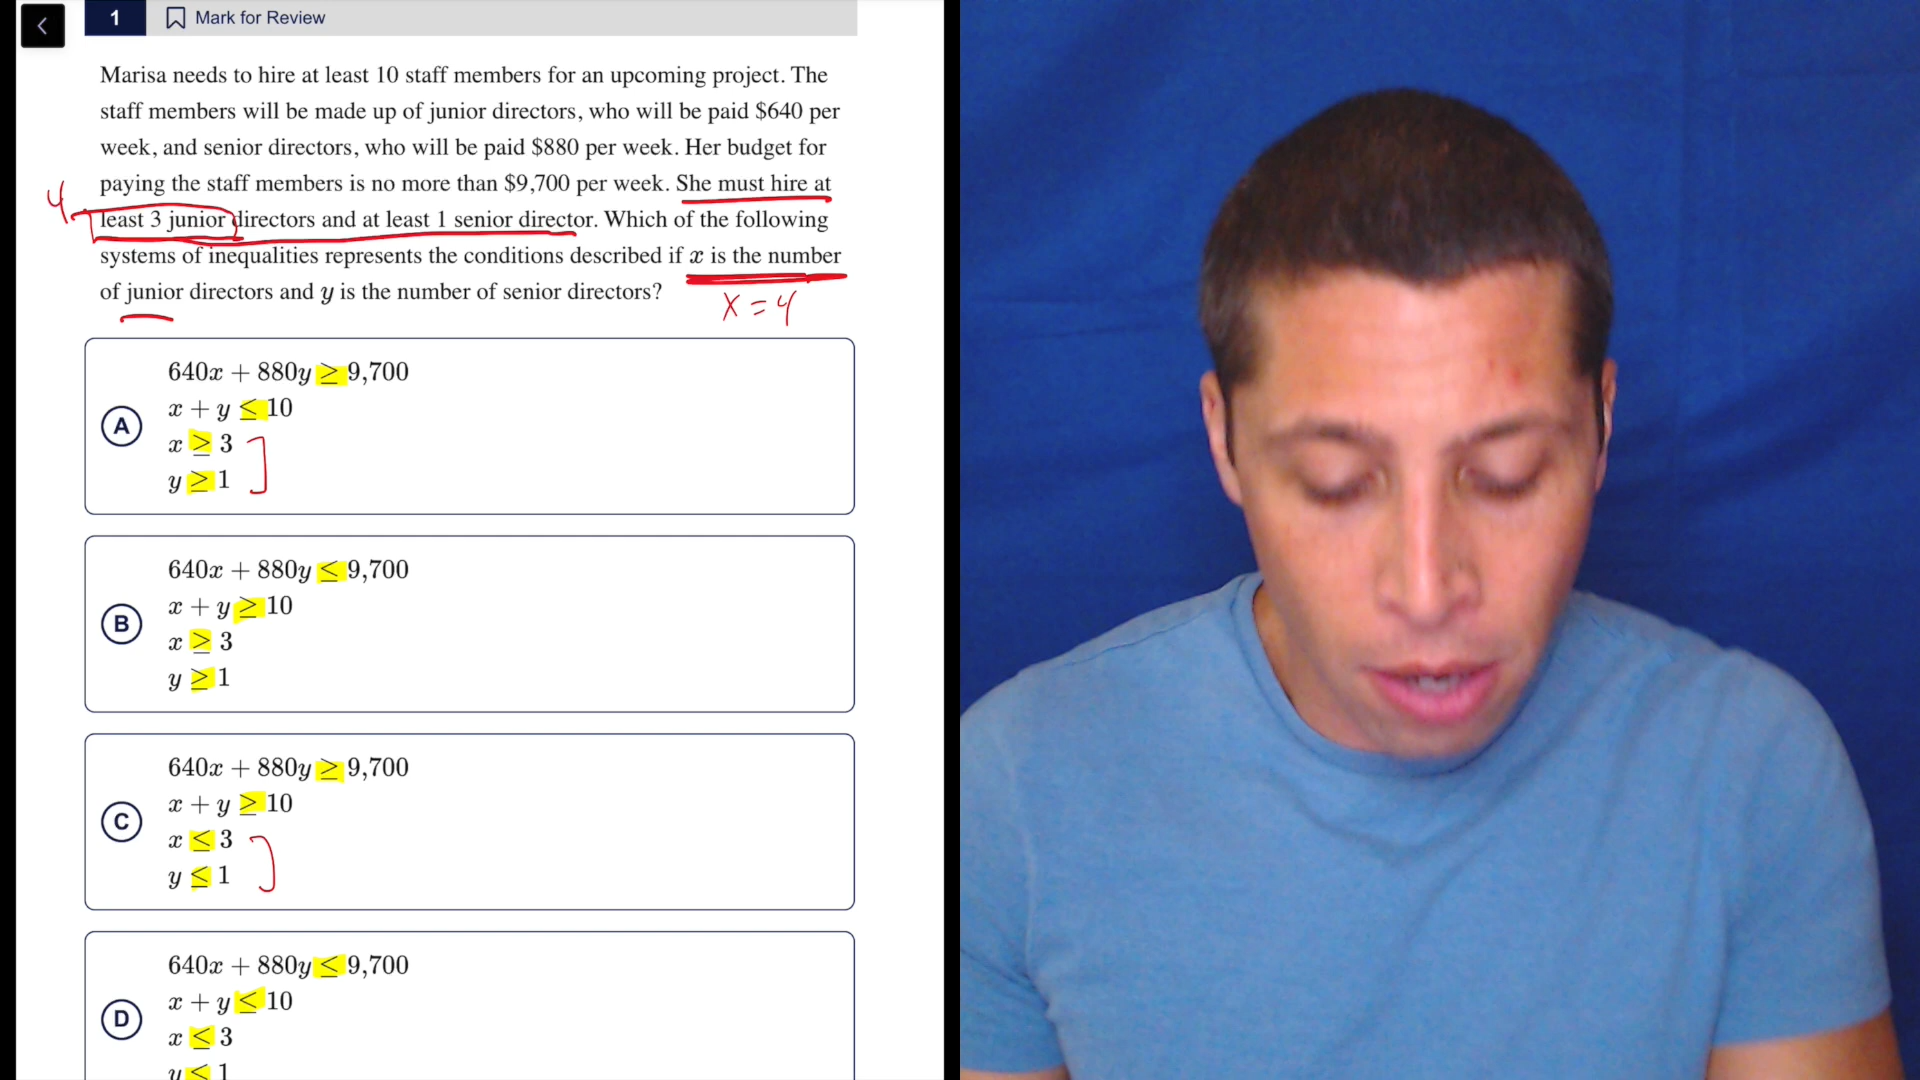 1 Mark for Review
Marisa needs to hire at least 10 staff members for an upcoming project. The
staff members will be made up of junior directors, who will be paid $640 per
week, and senior directors, who will be paid $880 per week. Her budget for
paying the staff members is no more than $9,700 per week. She must hire at
4
least 3 junior directors and at least 1 senior director. Which of the following
systems of inequalities represents the conditions described if x is the number
of junior directors and y is the number of senior directors?
x = 4
A
640x + 880y ≥ 9,700
x + y ≤ 10
x ≥ 3
y ≥ 1
B
640x + 880y ≤ 9,700
x + y ≥ 10
x ≥ 3
y ≥ 1
C
640x + 880y ≥ 9,700
x + y ≥ 10
x ≤ 3
y ≤ 1
D
640x + 880y ≤ 9,700
x + y ≤ 10
x ≤ 3
y ≤ 1